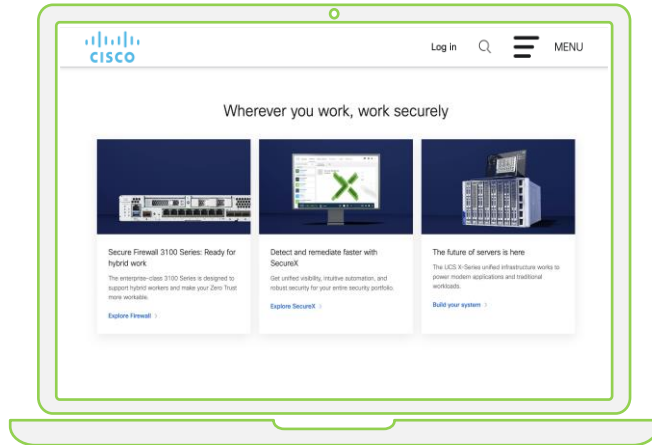 CISCO
Log in
MENU
Wherever you work, work securely
Secure Firewall 3100 Series: Ready for
hybrid work
The enterprise-class 3100 Series is designed to
support hybrid workers and make your Zero Trust
more workable.
Explore Firewall
Detect and remediate faster with
SecureX
Get unified visibility, intuitive automation, and
robust security for your entire security portfolio.
Explore SecureX
The future of servers is here
The UCS X-Series unified infrastructure works to
power modern applications and traditional
workloads.
Build your system